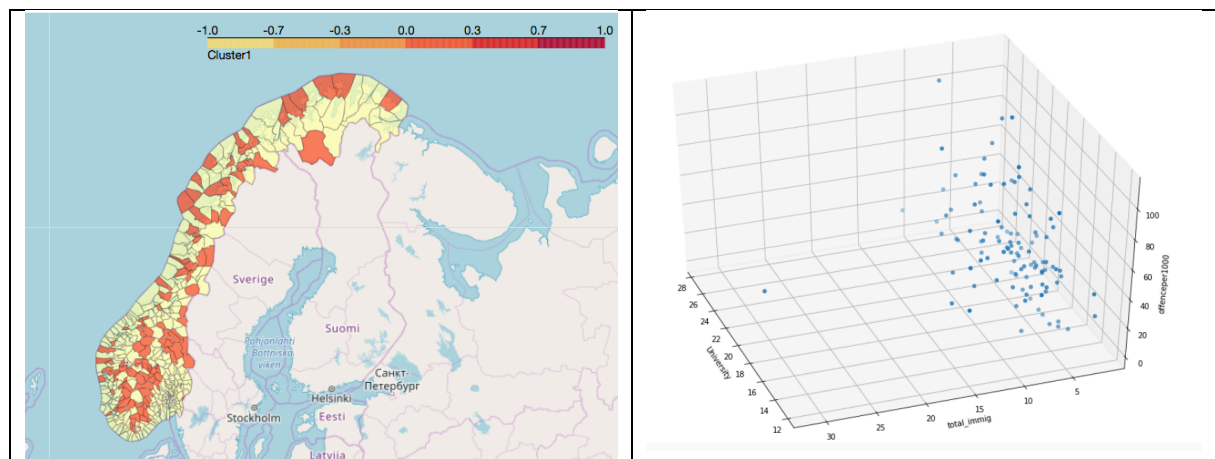 -1.0 -0.7 -0.3 0.0 0.3 0.7 1.0
Cluster1
Sverige
Suomi
Pohjanlahti
Bottniska
viken
Санкт-
Петербург
Helsinki
Stockholm
Eesti
Latvija
28
26
24
22
20
18
16
14
12
University
30
25
20
15
10
5
total_immig
100
80
60
40
20
0
offenceper1000